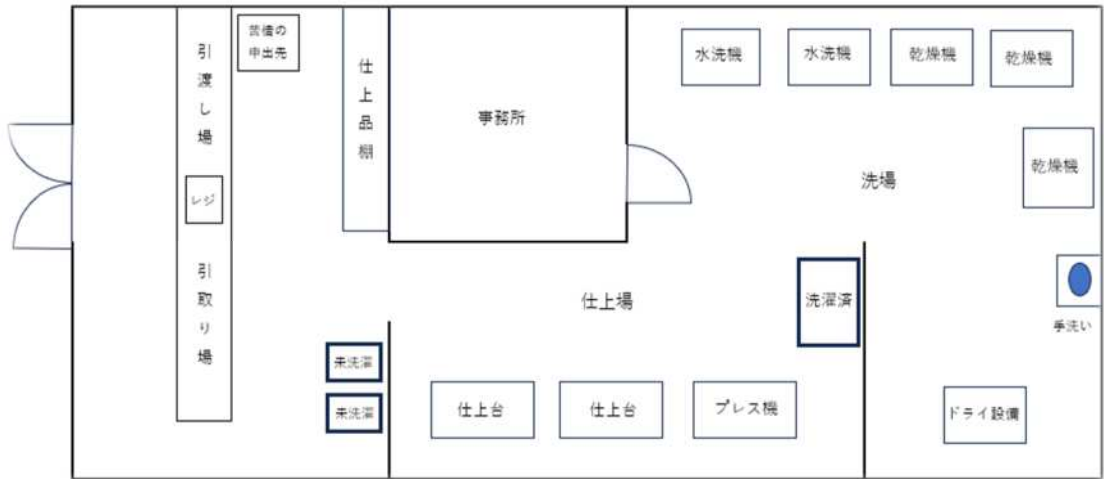 引渡し場
苦情の
申出先
仕上品棚
事務所
水洗機
水洗機
乾燥機
乾燥機
乾燥機
洗場
レジ
引取り場
仕上場
洗濯済
手洗い
未洗濯
未洗濯
仕上台
仕上台
プレス機
ドライ設備